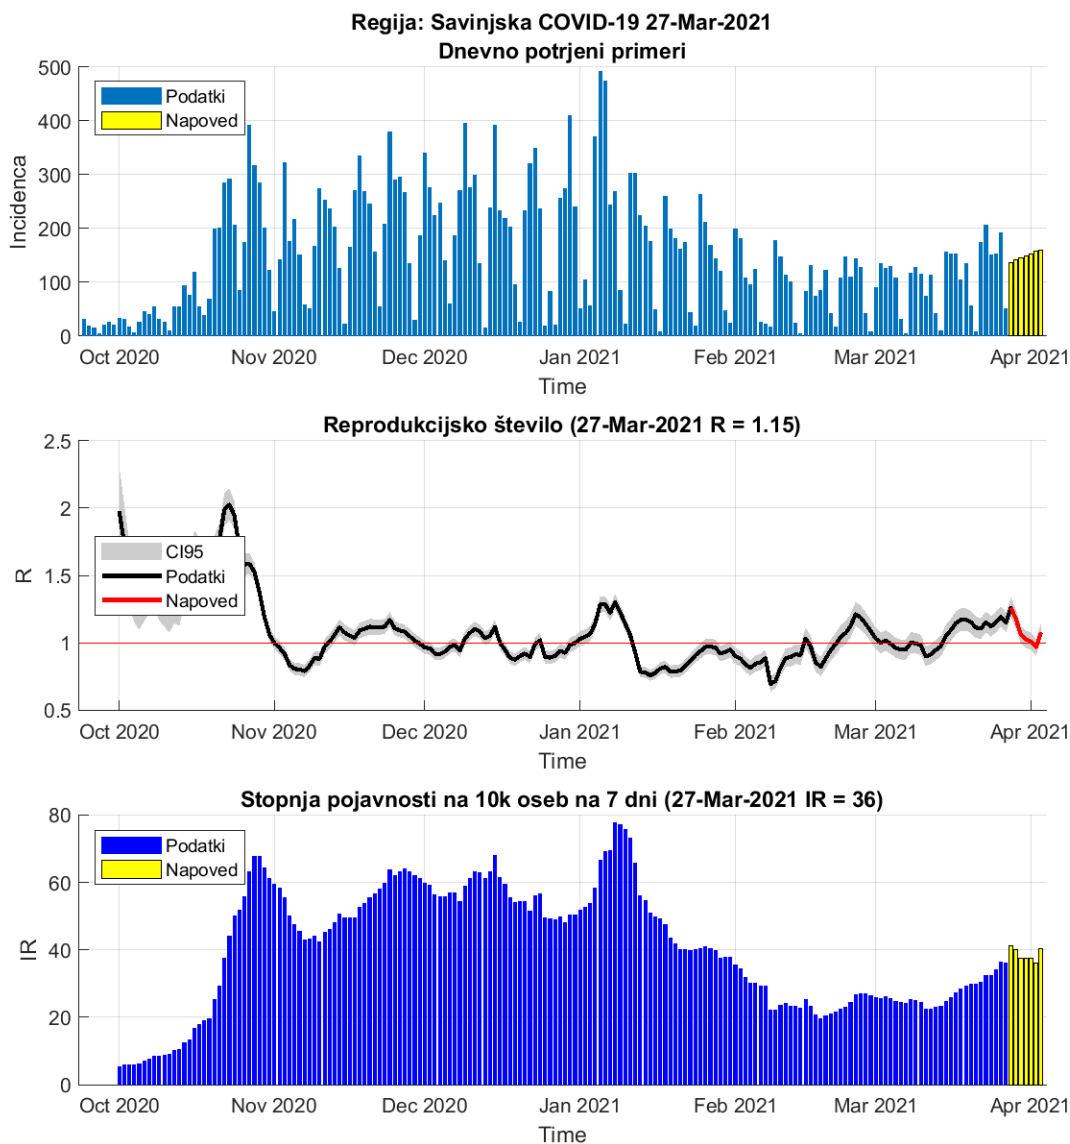 Regija: Savinjska COVID-19 27-Mar-2021
Dnevno potrjeni primeri
500
400
300
200
100
0
Incidenca
Podatki
Napoved
Oct 2020 Nov 2020 Dec 2020 Jan 2021 Feb 2021 Mar 2021 Apr 2021
Time
Reprodukcijsko število (27-Mar-2021 R = 1.15)
2.5
2
1.5
1
0.5
R
CI95
Podatki
Napoved
Oct 2020 Nov 2020 Dec 2020 Jan 2021 Feb 2021 Mar 2021 Apr 2021
Time
Stopnja pojavnosti na 10k oseb na 7 dni (27-Mar-2021 IR = 36)
80
60
40
20
0
IR
Podatki
Napoved
Oct 2020 Nov 2020 Dec 2020 Jan 2021 Feb 2021 Mar 2021 Apr 2021
Time